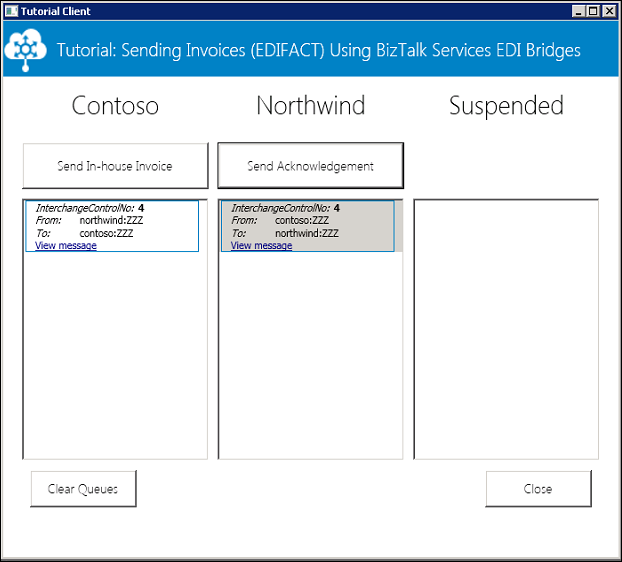 Tutorial Client
Tutorial: Sending Invoices (EDIFACT) Using BizTalk Services EDI Bridges
Contoso
Northwind
Suspended
Send In-house Invoice
Send Acknowledgement
InterchangeControlNo: 4
From: northwind:ZZZ
To: contoso:ZZZ
View message
InterchangeControlNo: 4
From: contoso:ZZZ
To: northwind:ZZZ
View message
Clear Queues
Close